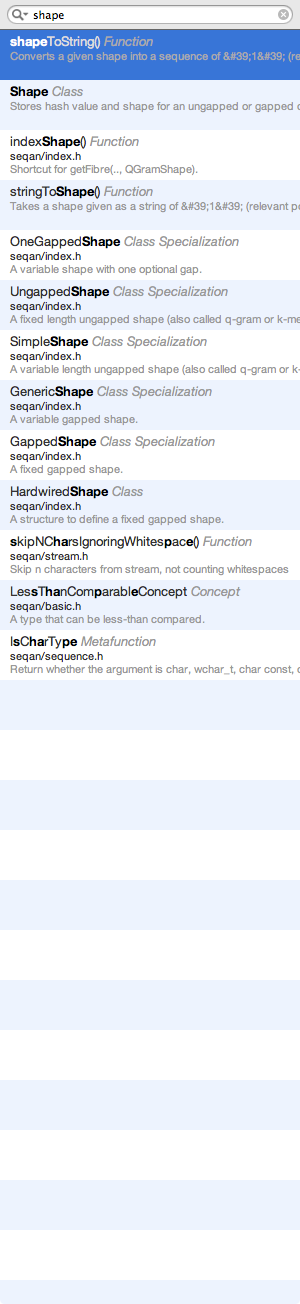 shape
shapeToString() Function
Converts a given shape into a sequence of &#39;1&#39; (re
Shape Class
Stores hash value and shape for an ungapped or gapped
indexShape() Function
seqan/index.h
Shortcut for getFibre(.., QGramShape).
stringToShape() Function
Takes a shape given as a string of &#39;1&#39; (relevant po
OneGappedShape Class Specialization
seqan/index.h
A variable shape with one optional gap.
UngappedShape Class Specialization
seqan/index.h
A fixed length ungapped shape (also called q-gram or k-me
SimpleShape Class Specialization
seqan/index.h
A variable length ungapped shape (also called q-gram or k-
GenericShape Class Specialization
seqan/index.h
A variable gapped shape.
GappedShape Class Specialization
seqan/index.h
A fixed gapped shape.
HardwiredShape Class
seqan/index.h
A structure to define a fixed gapped shape.
skipNCharsIgnoringWhitespace() Function
seqan/stream.h
Skip n characters from stream, not counting whitespaces
LessThanComparableConcept Concept
seqan/basic.h
A type that can be less-than compared.
IsCharType Metafunction
seqan/sequence.h
Return whether the argument is char, wchar_t, char const,